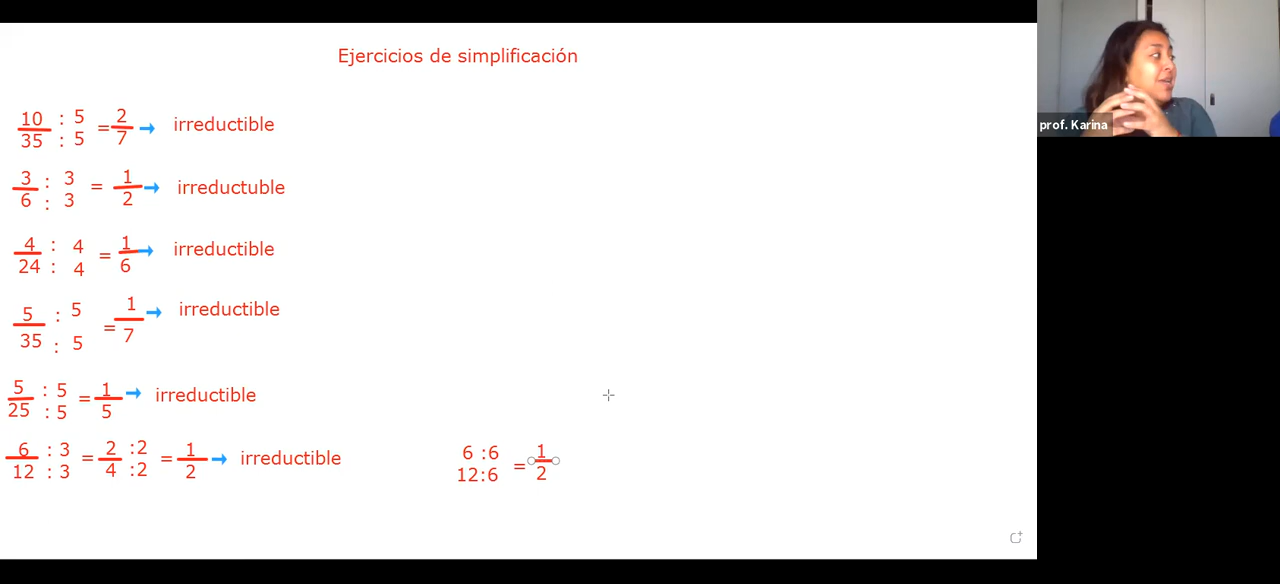 Ejercicios de simplificación
prof. Karina
10 : 5 2
35 : 5 = 7 → irreductible
3 : 3 1
6 : 3 = 2 → irreductuble
4 : 4 1
24 : 4 = 6 → irreductible
5 : 5 1
35 : 5 = 7 → irreductible
5 : 5 1
25 : 5 = 5 → irreductible
6 : 3 2 :2 1
12 : 3 = 4 :2 = 2 → irreductible
6 :6 1
12:6 = 2